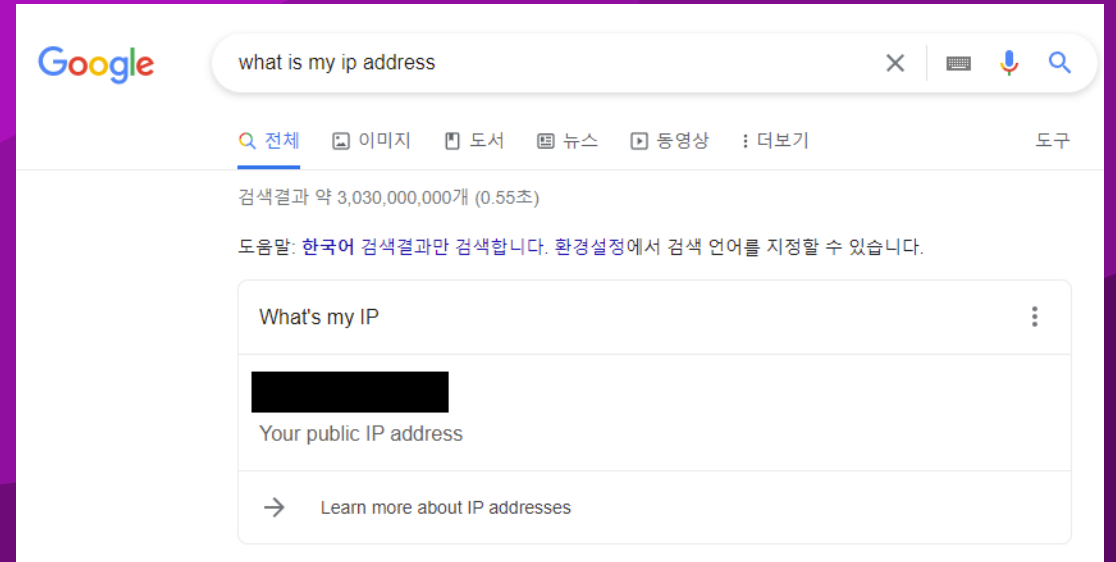 Google
what is my ip address
전체 이미지 도서 뉴스 동영상 더보기 도구
검색결과 약 3,030,000,000개 (0.55초)
도움말: 한국어 검색결과만 검색합니다. 환경설정에서 검색 언어를 지정할 수 있습니다.
What's my IP
Your public IP address
Learn more about IP addresses